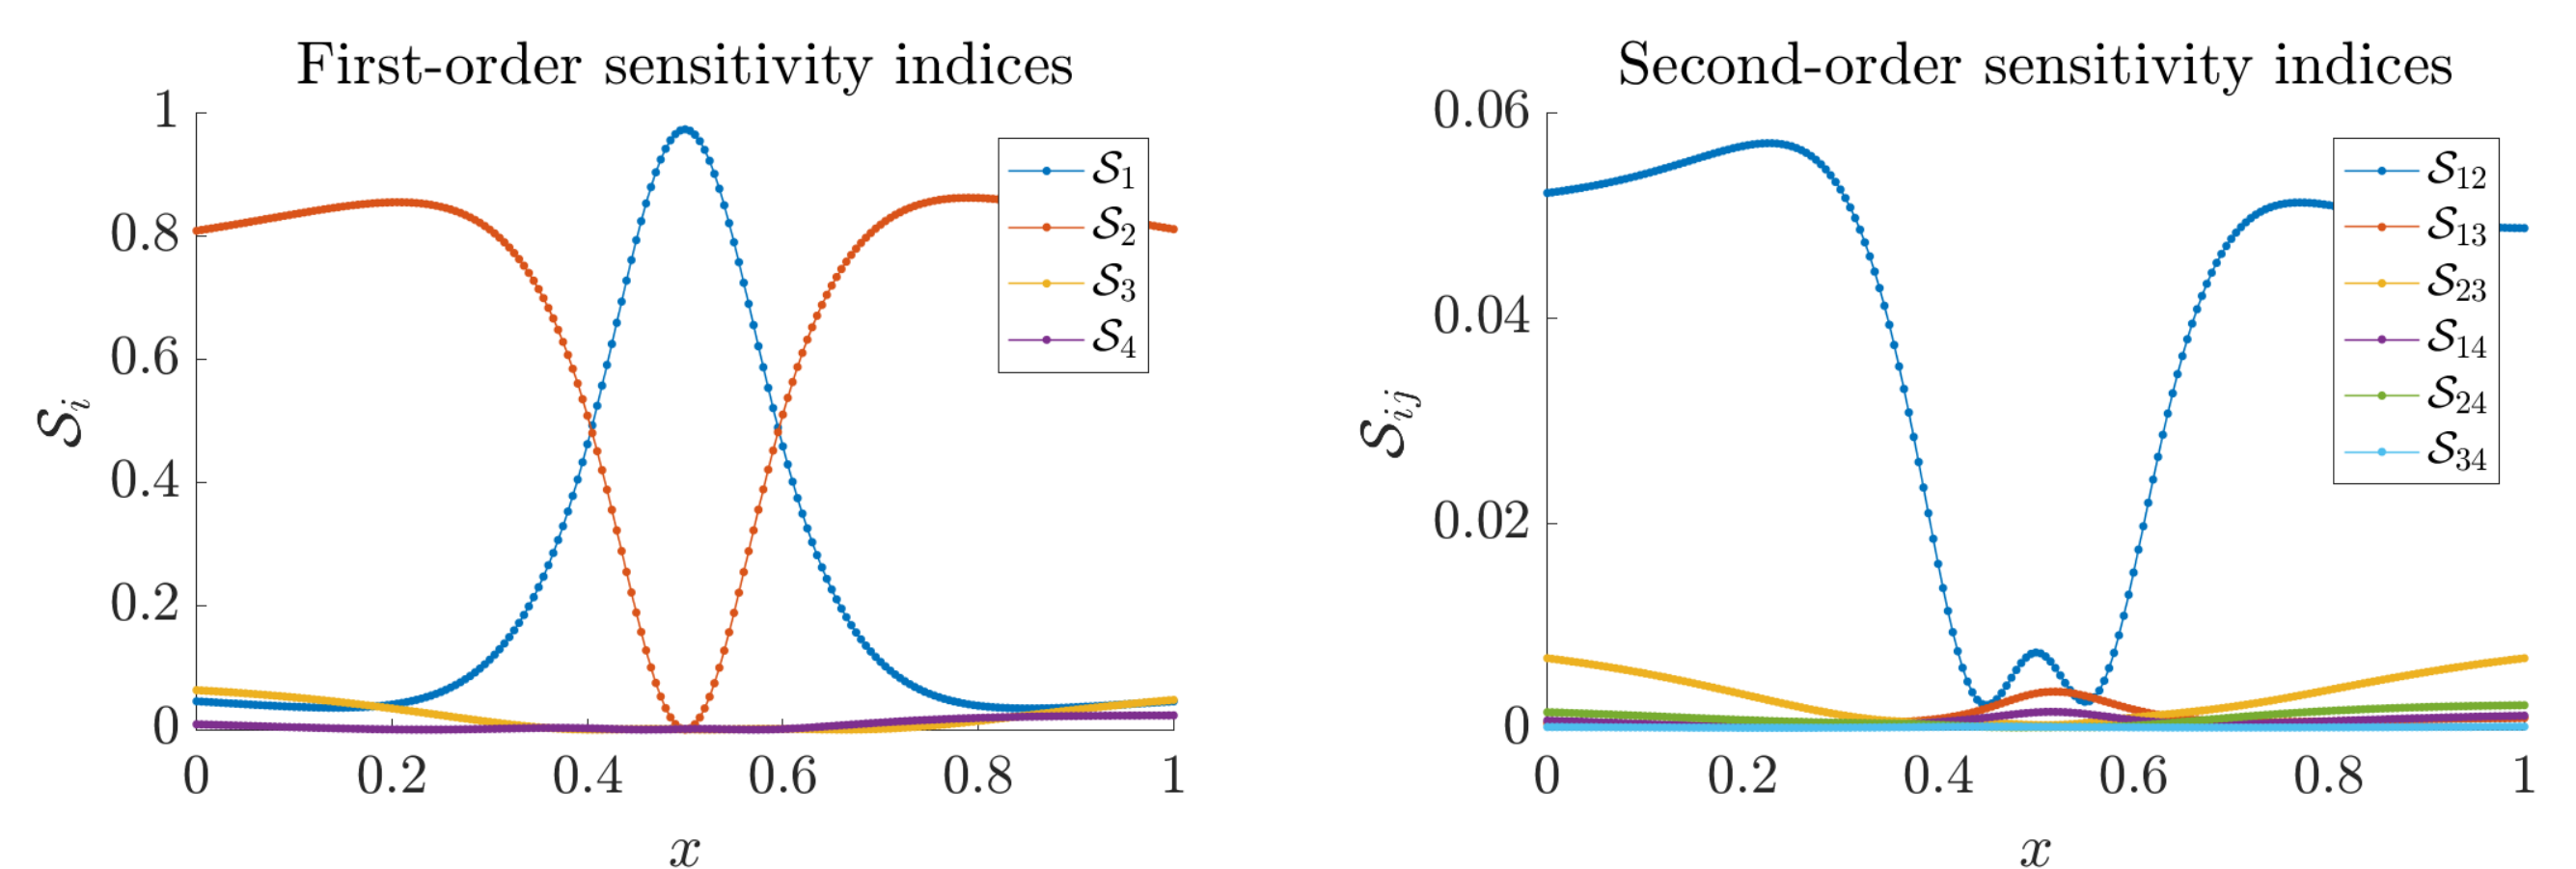 First-order sensitivity indices
1
0.8
0.6
0.4
0.2
0
0 0.2 0.4 0.6 0.8 1
𝒮ᵢ
x
𝒮₁
𝒮₂
𝒮₃
𝒮₄
Second-order sensitivity indices
0.06
0.04
0.02
0
0 0.2 0.4 0.6 0.8 1
𝒮ᵢⱼ
x
𝒮₁₂
𝒮₁₃
𝒮₂₃
𝒮₁₄
𝒮₂₄
𝒮₃₄